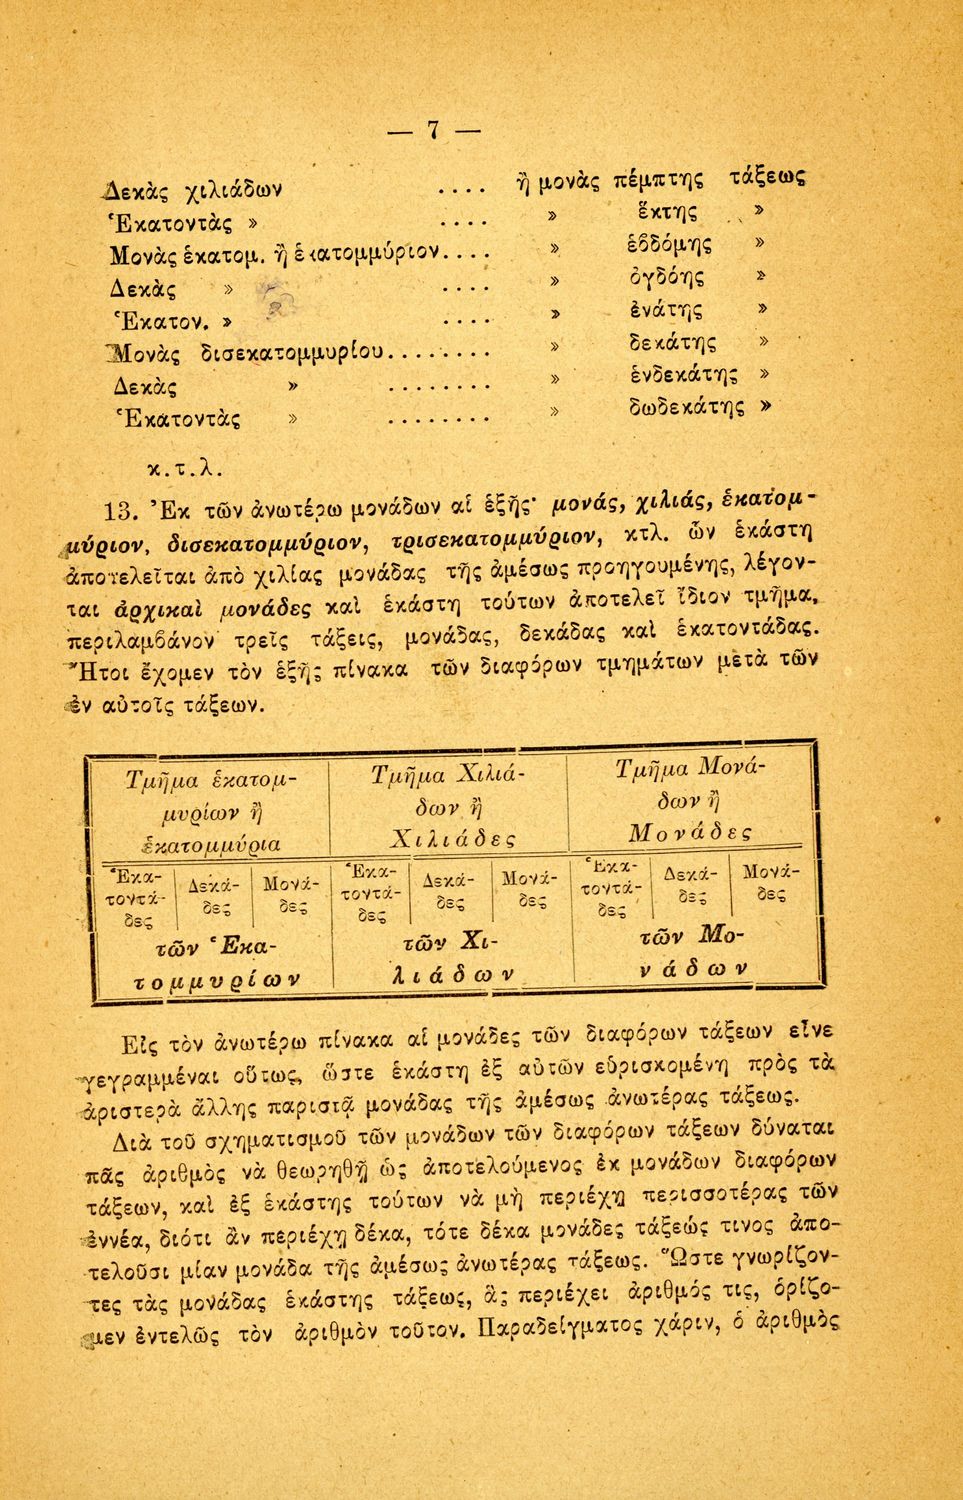 — 7 —
Δεκὰς χιλιάδων .... ἢ μονὰς πέμπτης τάξεως
Ἑκατοντὰς » .... » ἕκτης »
Μονὰς ἑκατομ. ἢ ἑκατομμύριον.... » ἑβδόμης »
Δεκὰς » .... » ὀγδόης »
Ἑκατον. » .... » ἐνάτης »
Μονὰς δισεκατομμυρίου........ » δεκάτης »
Δεκὰς » ........ » ἑνδεκάτης »
Ἑκατοντὰς » ........ » δωδεκάτης »
κ.τ.λ.
13. Ἐκ τῶν ἀνωτέρω μονάδων αἱ ἑξῆς· μονάς, χιλιάς, ἑκατομ-
μύριον, δισεκατομμύριον, τρισεκατομμύριον, κτλ. ὧν ἑκάστη
ἀποτελεῖται ἀπὸ χιλίας μονάδας τῆς ἀμέσως προηγουμένης, λέγον-
ται ἀρχικαὶ μονάδες καὶ ἑκάστη τούτων ἀποτελεῖ ἴδιον τμῆμα,
περιλαμβάνον τρεῖς τάξεις, μονάδας, δεκάδας καὶ ἑκατοντάδας.
Ἤτοι ἔχομεν τὸν ἑξῆς πίνακα τῶν διαφόρων τμημάτων μετὰ τῶν
ἐν αὐτοῖς τάξεων.
Τμῆμα ἑκατομ-
μυρίων ἢ
ἑκατομμύρια
Τμῆμα Χιλιά-
δων ἢ
Χιλιάδες
Τμῆμα Μονά-
δων ἢ
Μονάδες
Ἑκα-
τοντά-
δες
Δεκά-
δες
Μονά-
δες
Ἑκα-
τοντά-
δες
Δεκά-
δες
Μονά-
δες
Ἑκα-
τοντά-
δες
Δεκά-
δες
Μονά-
δες
τῶν Ἑκα-
τομμυρίων
τῶν Χι-
λιάδων
τῶν Μο-
νάδων
Εἰς τὸν ἀνωτέρω πίνακα αἱ μονάδες τῶν διαφόρων τάξεων εἶνε
γεγραμμέναι οὕτως, ὥστε ἑκάστη ἐξ αὐτῶν εὑρισκομένη πρὸς τὰ
ἀριστερὰ ἄλλης παριστᾷ μονάδας τῆς ἀμέσως ἀνωτέρας τάξεως.
Διὰ τοῦ σχηματισμοῦ τῶν μονάδων τῶν διαφόρων τάξεων δύναται
πᾶς ἀριθμὸς νὰ θεωρηθῇ ὡς ἀποτελούμενος ἐκ μονάδων διαφόρων
τάξεων, καὶ ἐξ ἑκάστης τούτων νὰ μὴ περιέχῃ περισσοτέρας τῶν
ἐννέα, διότι ἂν περιέχῃ δέκα, τότε δέκα μονάδες τάξεώς τινος ἀπο-
τελοῦσι μίαν μονάδα τῆς ἀμέσως ἀνωτέρας τάξεως. Ὥστε γνωρίζον-
τες τὰς μονάδας ἑκάστης τάξεως, ἃς περιέχει ἀριθμός τις, ὁρίζο-
μεν ἐντελῶς τὸν ἀριθμὸν τοῦτον. Παραδείγματος χάριν, ὁ ἀριθμὸς